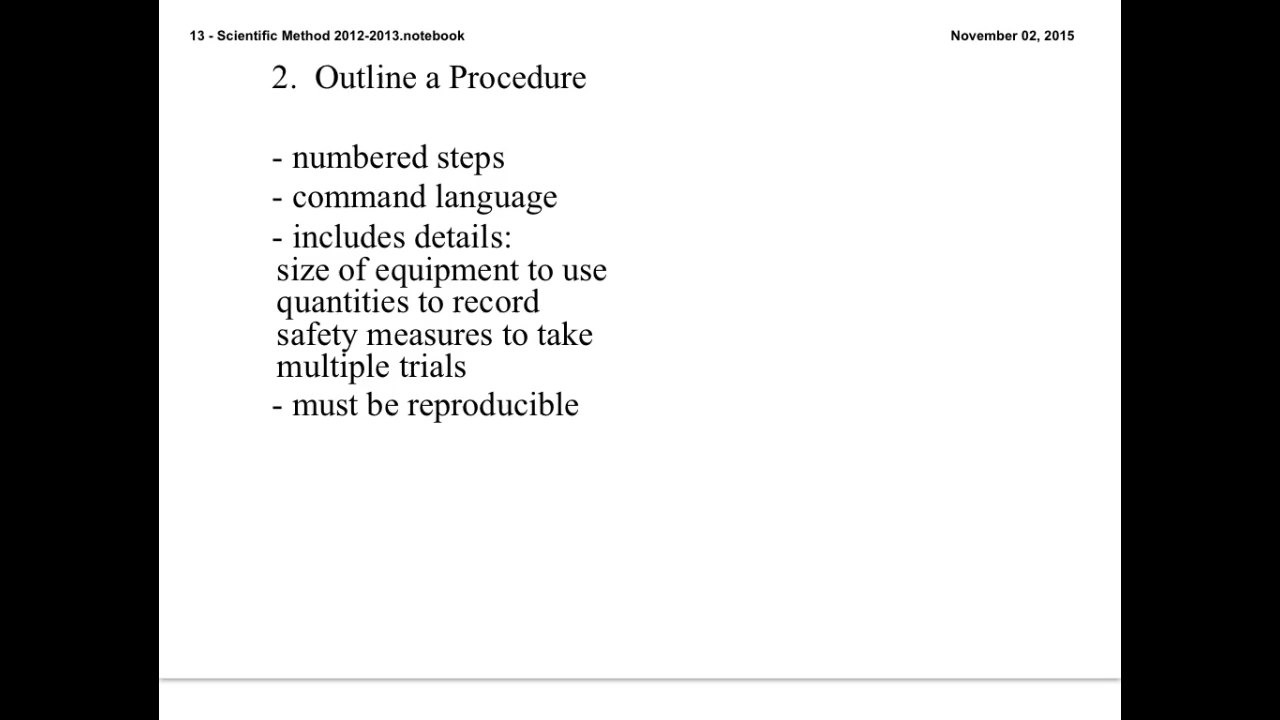 13 - Scientific Method 2012-2013.notebook
November 02, 2015
2. Outline a Procedure
- numbered steps
- command language
- includes details:
size of equipment to use
quantities to record
safety measures to take
multiple trials
- must be reproducible